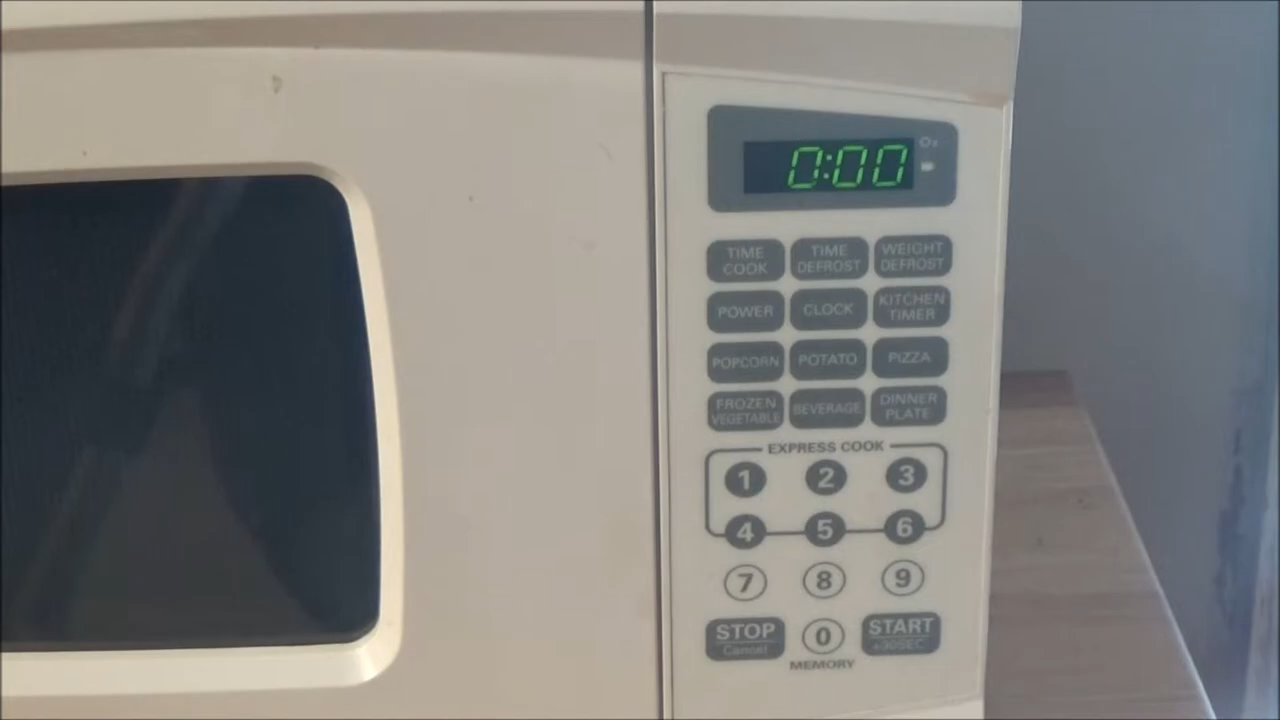 0:00
TIME COOK
TIME DEFROST
WEIGHT DEFROST
POWER
CLOCK
KITCHEN TIMER
POPCORN
POTATO
PIZZA
FROZEN VEGETABLE
BEVERAGE
DINNER PLATE
EXPRESS COOK
1 2 3
4 5 6
7 8 9
STOP
Cancel
0
START
+30SEC
MEMORY